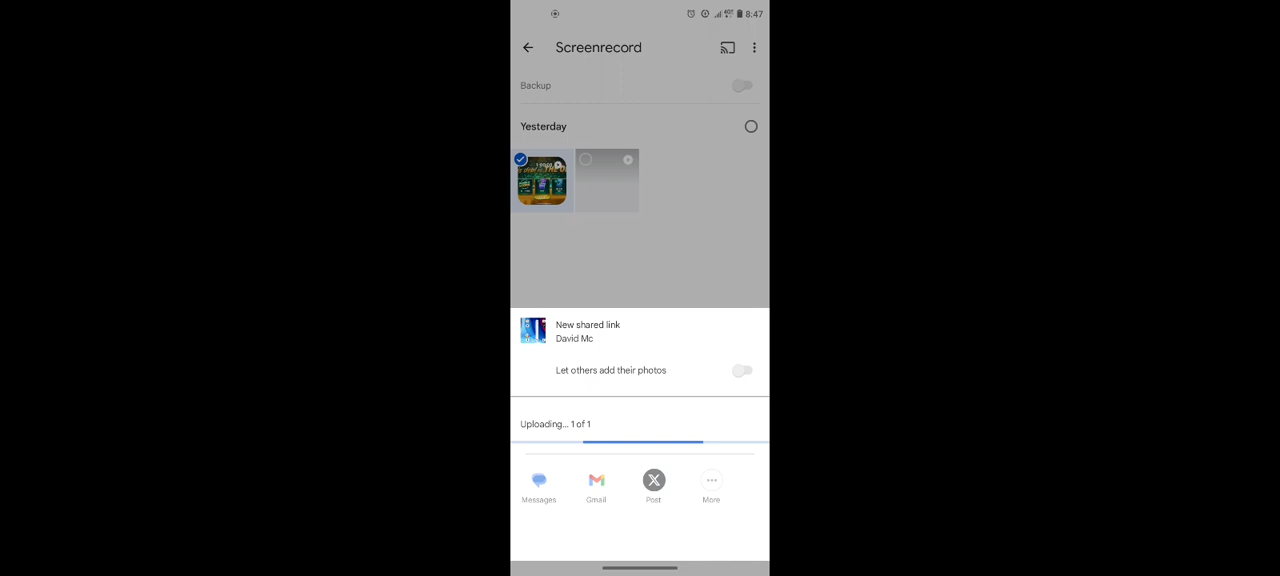 8:47
Screenrecord
Backup
Yesterday
New shared link
David Mc
Let others add their photos
Uploading... 1 of 1
Messages Gmail Post More